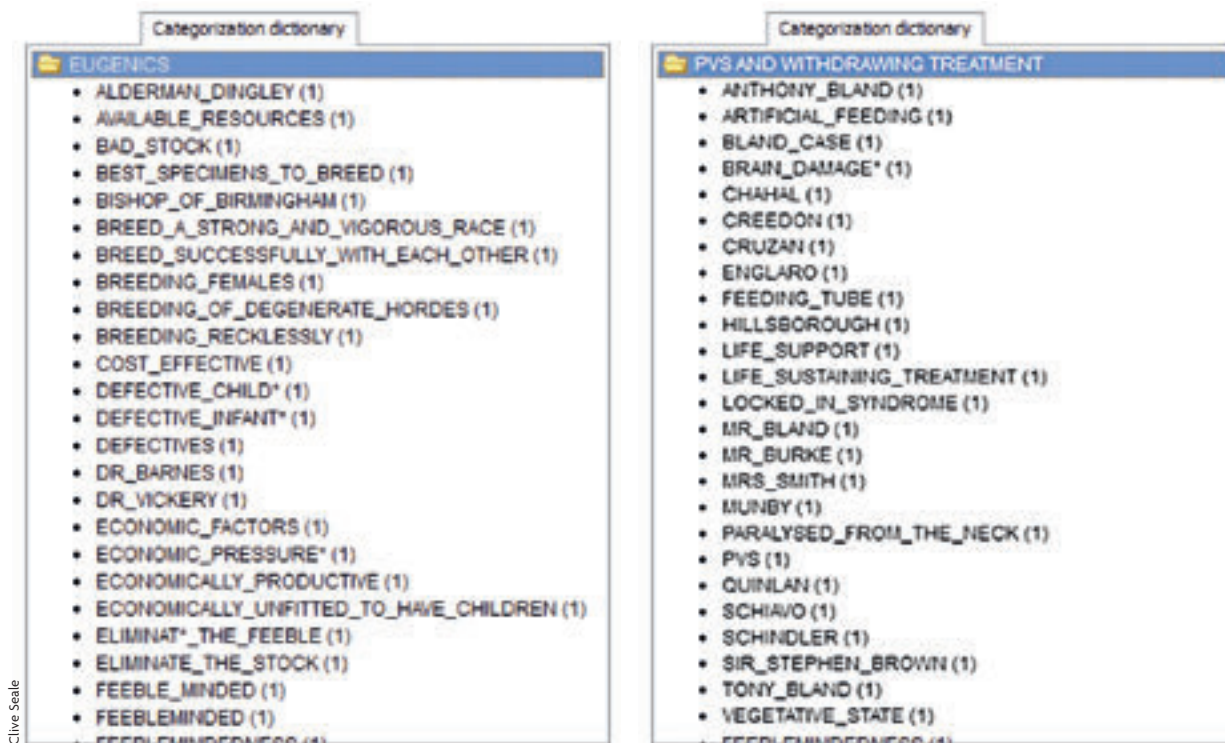 Categorization dictionary
EUGENICS
• ALDERMAN_DINGLEY (1)
• AVAILABLE_RESOURCES (1)
• BAD_STOCK (1)
• BEST_SPECIMENS_TO_BREED (1)
• BISHOP_OF_BIRMINGHAM (1)
• BREED_A_STRONG_AND_VIGOROUS_RACE (1)
• BREED_SUCCESSFULLY_WITH_EACH_OTHER (1)
• BREEDING_FEMALES (1)
• BREEDING_OF_DEGENERATE_HORDES (1)
• BREEDING_RECKLESSLY (1)
• COST_EFFECTIVE (1)
• DEFECTIVE_CHILD* (1)
• DEFECTIVE_INFANT* (1)
• DEFECTIVES (1)
• DR_BARNES (1)
• DR_VICKERY (1)
• ECONOMIC_FACTORS (1)
• ECONOMIC_PRESSURE* (1)
• ECONOMICALLY_PRODUCTIVE (1)
• ECONOMICALLY_UNFITTED_TO_HAVE_CHILDREN (1)
• ELIMINAT*_THE_FEEBLE (1)
• ELIMINATE_THE_STOCK (1)
• FEEBLE_MINDED (1)
• FEEBLEMINDED (1)
• FEEBLEMINDEDNESS (1)
Categorization dictionary
PVS AND WITHDRAWING TREATMENT
• ANTHONY_BLAND (1)
• ARTIFICIAL_FEEDING (1)
• BLAND_CASE (1)
• BRAIN_DAMAGE* (1)
• CHAHAL (1)
• CREEDON (1)
• CRUZAN (1)
• ENGLARO (1)
• FEEDING_TUBE (1)
• HILLSBOROUGH (1)
• LIFE_SUPPORT (1)
• LIFE_SUSTAINING_TREATMENT (1)
• LOCKED_IN_SYNDROME (1)
• MR_BLAND (1)
• MR_BURKE (1)
• MRS_SMITH (1)
• MUNBY (1)
• PARALYSED_FROM_THE_NECK (1)
• PVS (1)
• QUINLAN (1)
• SCHIAVO (1)
• SCHINDLER (1)
• SIR_STEPHEN_BROWN (1)
• TONY_BLAND (1)
• VEGETATIVE_STATE (1)
• FEEBLEMINDEDNESS (1)
Clive Seale